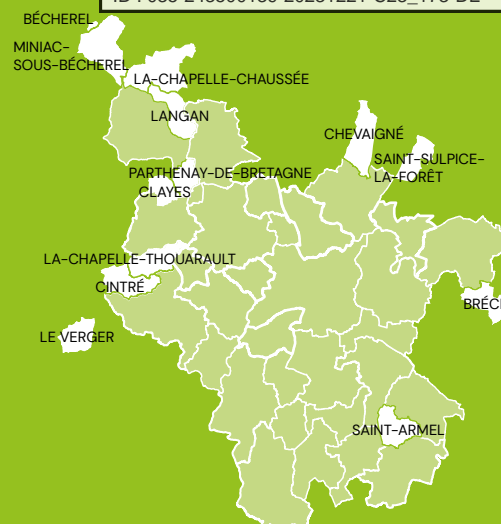 BÉCHEREL
MINIAC-
SOUS-BÉCHEREL
LA-CHAPELLE-CHAUSSÉE
LANGAN
CHEVAIGNÉ
SAINT-SULPICE-
LA-FORÊT
PARTHENAY-DE-BRETAGNE
CLAYES
LA-CHAPELLE-THOUARAULT
CINTRÉ
BRÉC
LE VERGER
SAINT-ARMEL